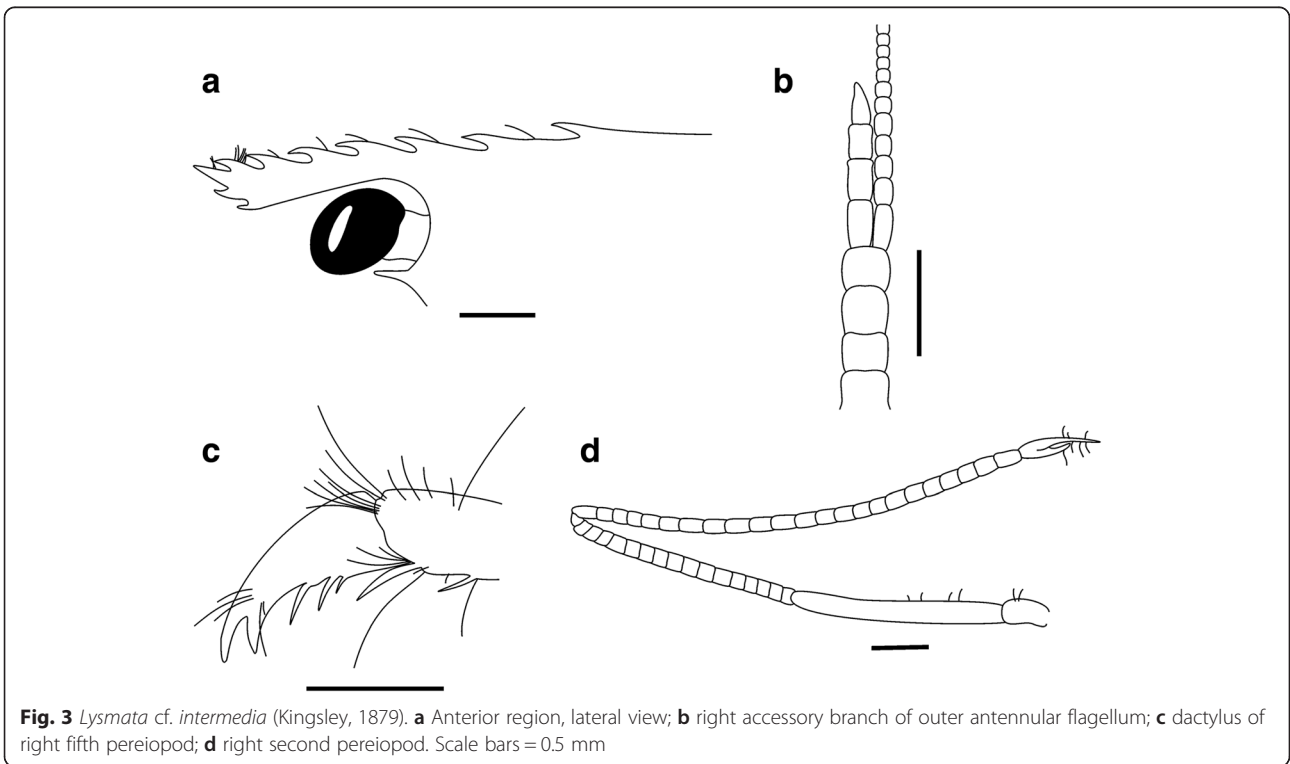 a
b
c
d
Fig. 3 Lysmata cf. intermedia (Kingsley, 1879). a Anterior region, lateral view; b right accessory branch of outer antennular flagellum; c dactylus of
right fifth pereiopod; d right second pereiopod. Scale bars = 0.5 mm